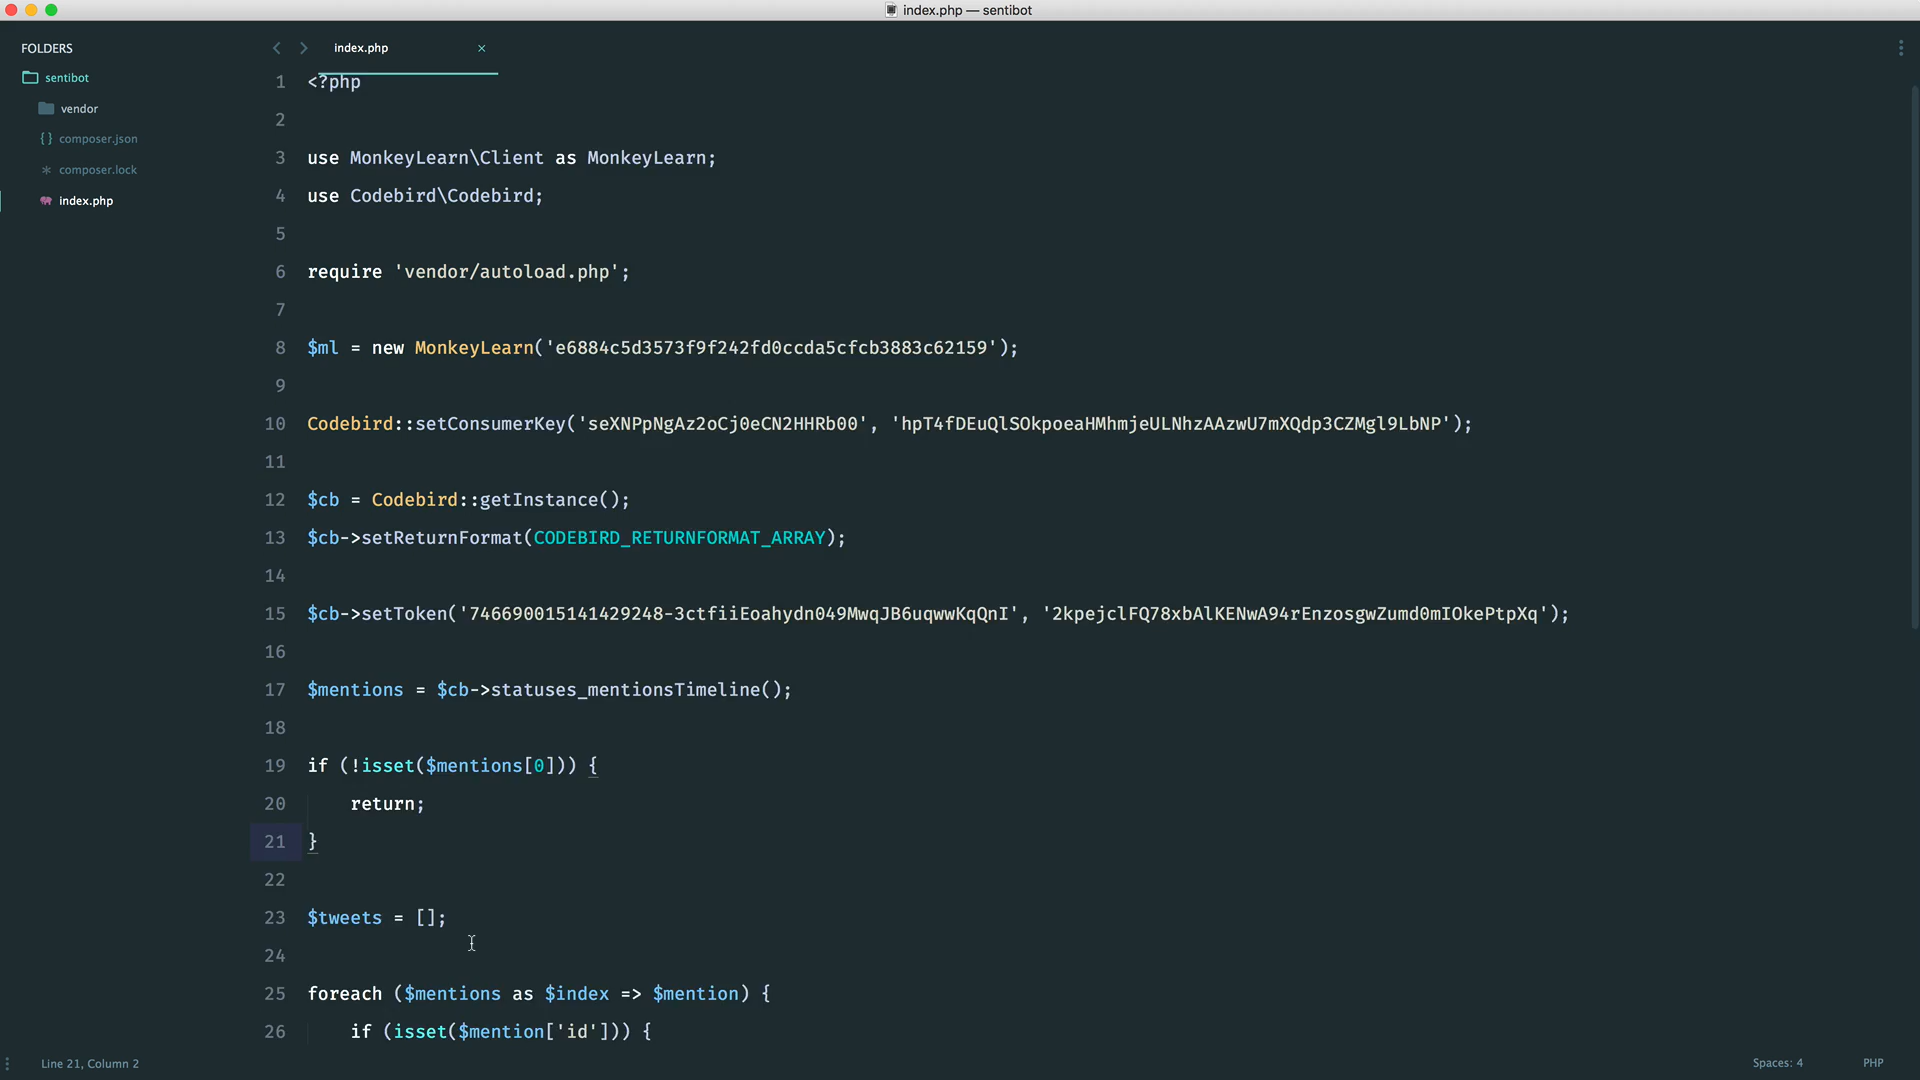 index.php — sentibot
FOLDERS
sentibot
vendor
composer.json
composer.lock
index.php
index.php
1 <?php
2
3 use MonkeyLearn\Client as MonkeyLearn;
4 use Codebird\Codebird;
5
6 require 'vendor/autoload.php';
7
8 $ml = new MonkeyLearn('e6884c5d3573f9f242fd0ccda5cfcb3883c62159');
9
10 Codebird::setConsumerKey('seXNPpNgAz2oCj0eCN2HHRb00', 'hpT4fDEuQlSOkpoeaHMhmjeULNhzAAzwU7mXQdp3CZMgl9LbNP');
11
12 $cb = Codebird::getInstance();
13 $cb->setReturnFormat(CODEBIRD_RETURNFORMAT_ARRAY);
14
15 $cb->setToken('746690015141429248-3ctfiiEoahydn049MwqJB6uqwwKqQnI', '2kpejclFQ78xbAlKENwA94rEnzosgwZumd0mIOkePtpXq');
16
17 $mentions = $cb->statuses_mentionsTimeline();
18
19 if (!isset($mentions[0])) {
20     return;
21 }
22
23 $tweets = [];
24
25 foreach ($mentions as $index => $mention) {
26     if (isset($mention['id'])) {
Line 21, Column 2
Spaces: 4
PHP